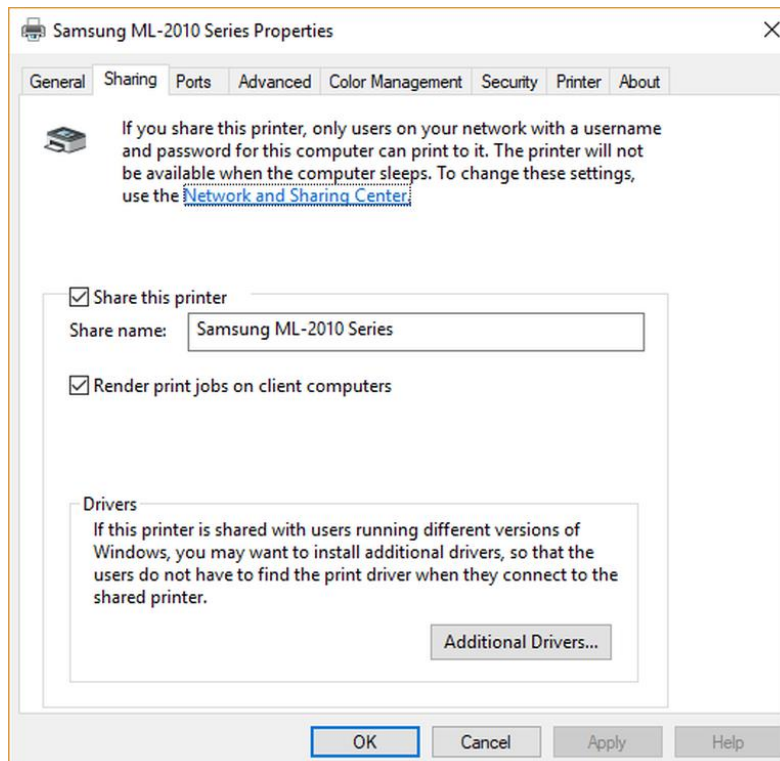 Samsung ML-2010 Series Properties
General Sharing Ports Advanced Color Management Security Printer About
If you share this printer, only users on your network with a username
and password for this computer can print to it. The printer will not
be available when the computer sleeps. To change these settings,
use the Network and Sharing Center.
Share this printer
Share name: Samsung ML-2010 Series
Render print jobs on client computers
Drivers
If this printer is shared with users running different versions of
Windows, you may want to install additional drivers, so that the
users do not have to find the print driver when they connect to the
shared printer.
Additional Drivers...
OK Cancel Apply Help